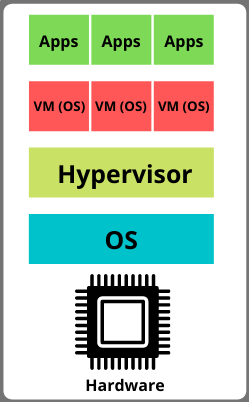 Apps Apps Apps
VM (OS) VM (OS) VM (OS)
Hypervisor
OS
Hardware